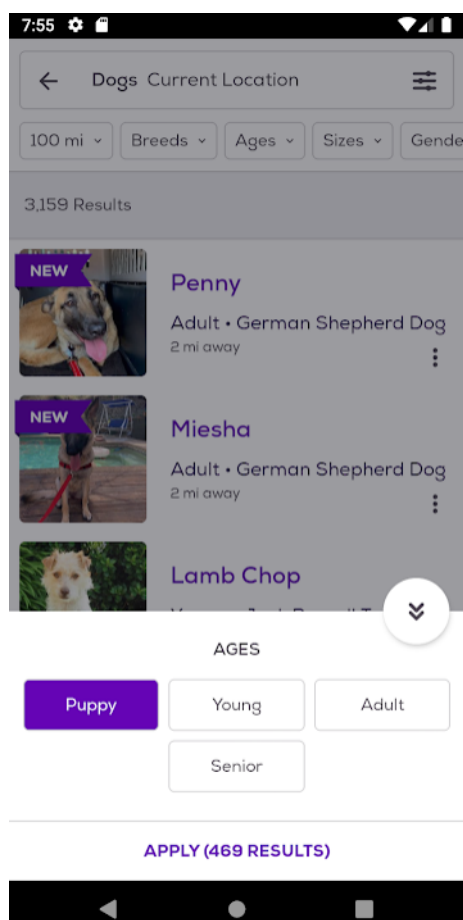 7:55
Dogs Current Location
100 mi Breeds Ages Sizes Gende
3,159 Results
NEW
Penny
Adult • German Shepherd Dog
2 mi away
NEW
Miesha
Adult • German Shepherd Dog
2 mi away
Lamb Chop
AGES
Puppy Young Adult
Senior
APPLY (469 RESULTS)